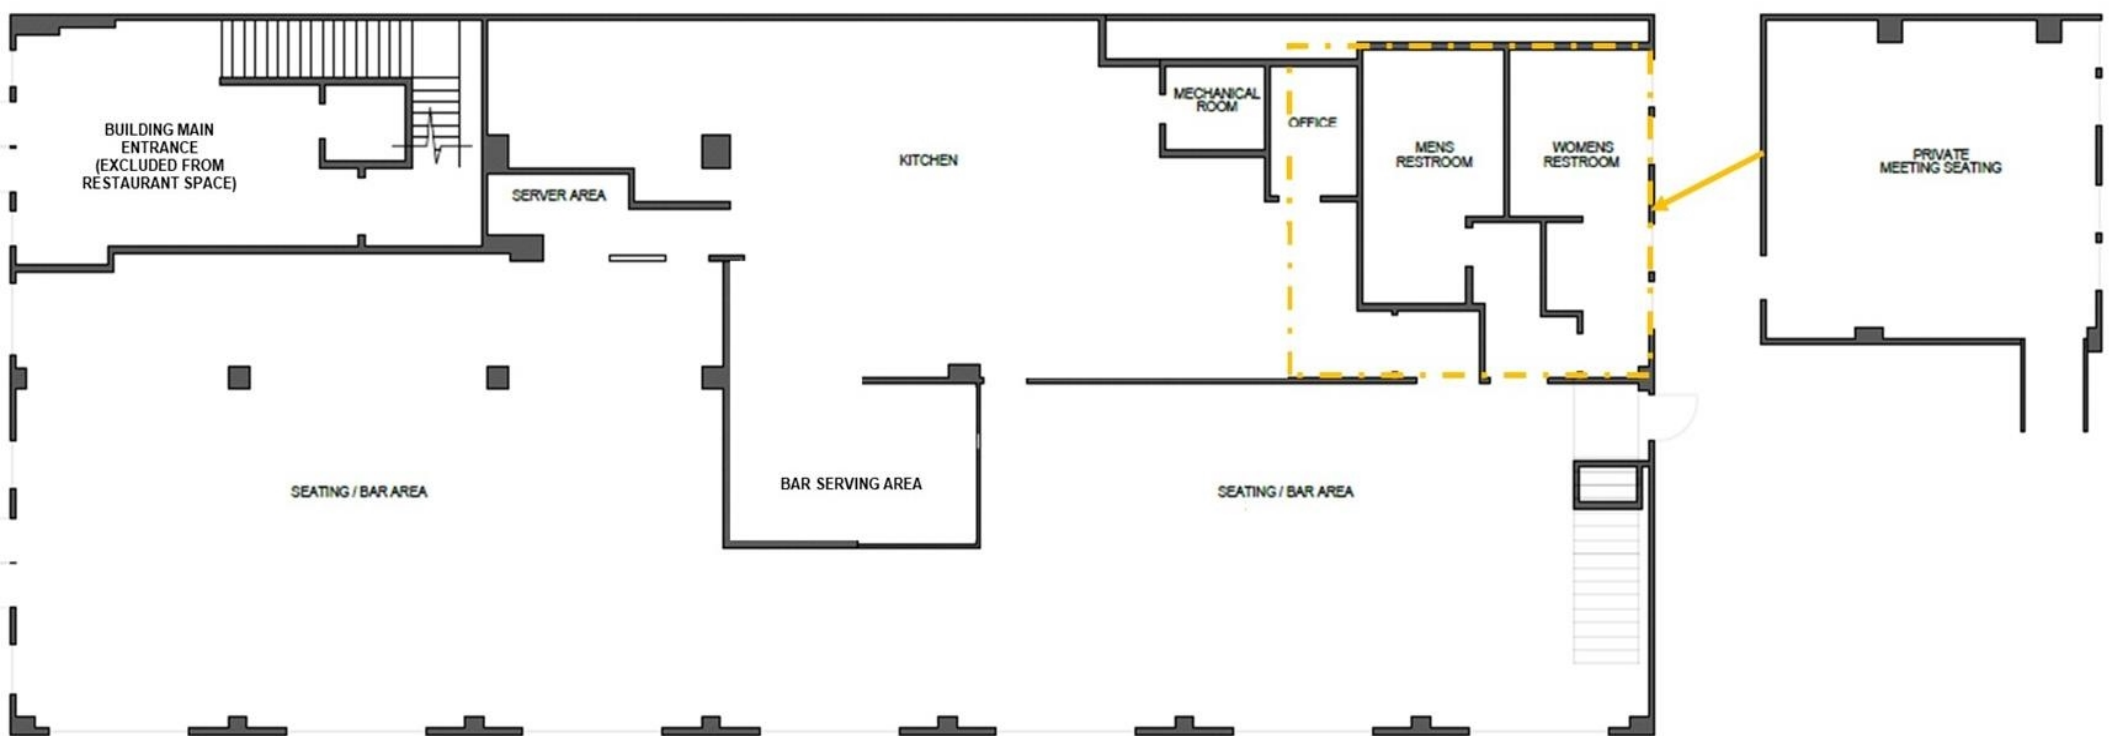 BUILDING MAIN
ENTRANCE
(EXCLUDED FROM
RESTAURANT SPACE)
SERVER AREA
KITCHEN
MECHANICAL
ROOM
OFFICE
MENS
RESTROOM
WOMENS
RESTROOM
PRIVATE
MEETING SEATING
SEATING / BAR AREA
BAR SERVING AREA
SEATING / BAR AREA